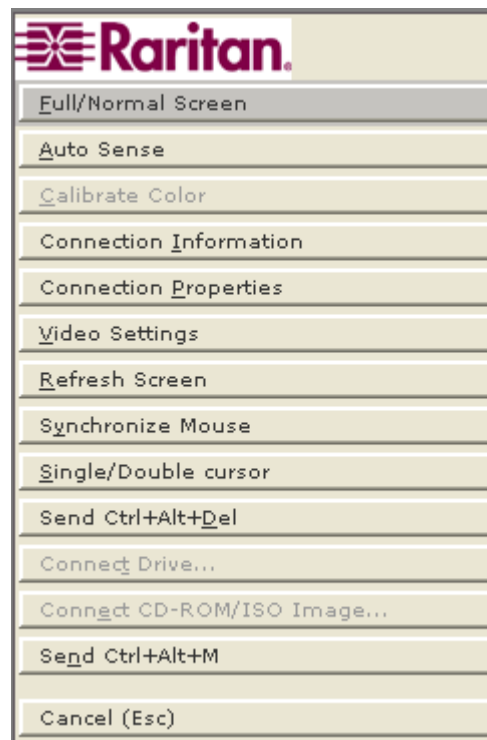 Raritan.
Full/Normal Screen
Auto Sense
Calibrate Color
Connection Information
Connection Properties
Video Settings
Refresh Screen
Synchronize Mouse
Single/Double cursor
Send Ctrl+Alt+Del
Connect Drive...
Connect CD-ROM/ISO Image...
Send Ctrl+Alt+M
Cancel (Esc)